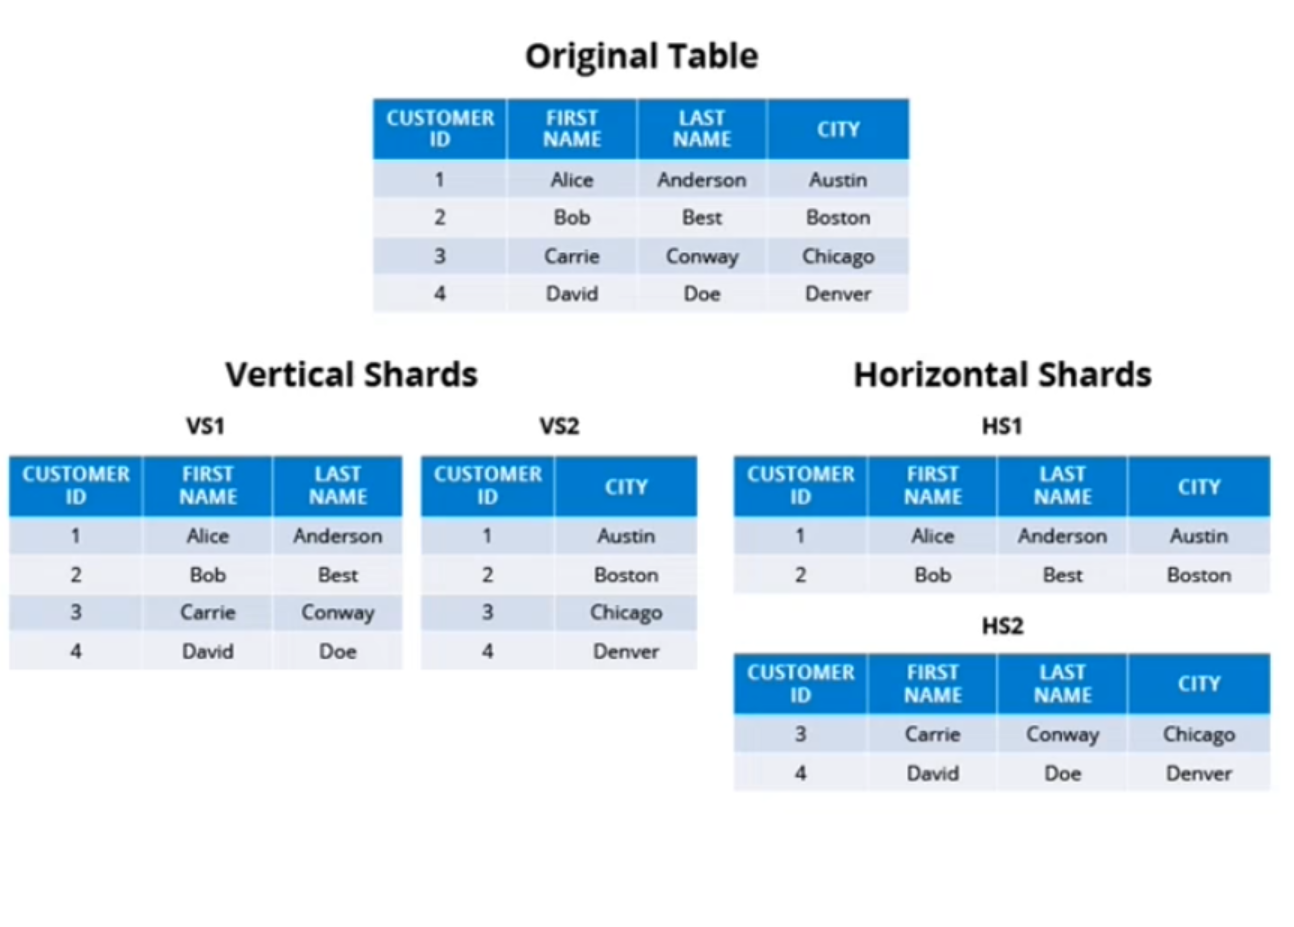 Original Table
CUSTOMER ID FIRST NAME LAST NAME CITY
1 Alice Anderson Austin
2 Bob Best Boston
3 Carrie Conway Chicago
4 David Doe Denver
Vertical Shards
VS1
CUSTOMER ID FIRST NAME LAST NAME
1 Alice Anderson
2 Bob Best
3 Carrie Conway
4 David Doe
VS2
CUSTOMER ID CITY
1 Austin
2 Boston
3 Chicago
4 Denver
Horizontal Shards
HS1
CUSTOMER ID FIRST NAME LAST NAME CITY
1 Alice Anderson Austin
2 Bob Best Boston
HS2
CUSTOMER ID FIRST NAME LAST NAME CITY
3 Carrie Conway Chicago
4 David Doe Denver